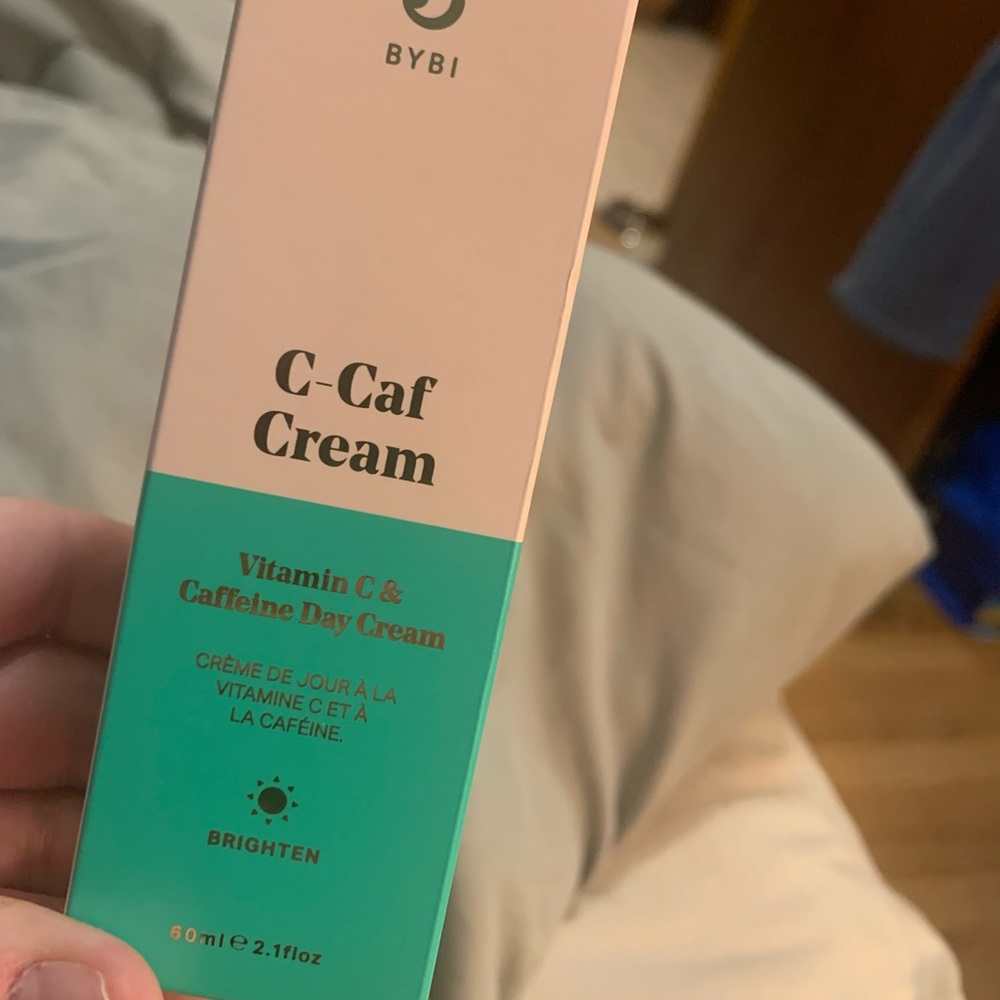 BYBI
C-Caf
Cream
Vitamin C &
Caffeine Day Cream
CRÈME DE JOUR À LA
VITAMINE C ET À
LA CAFÉINE.
BRIGHTEN
60ml e 2.1floz